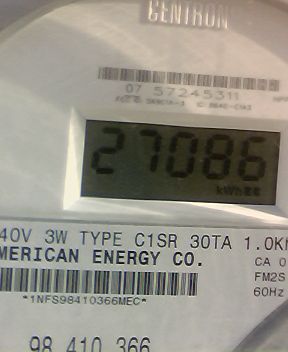 CENTRON
07 57245311
27086
kWh
40V 3W TYPE C1SR 30TA 1.0K
MERICAN ENERGY CO.
CA 0
FM2S
60Hz
*1NFS98410366MEC*
98 410 366